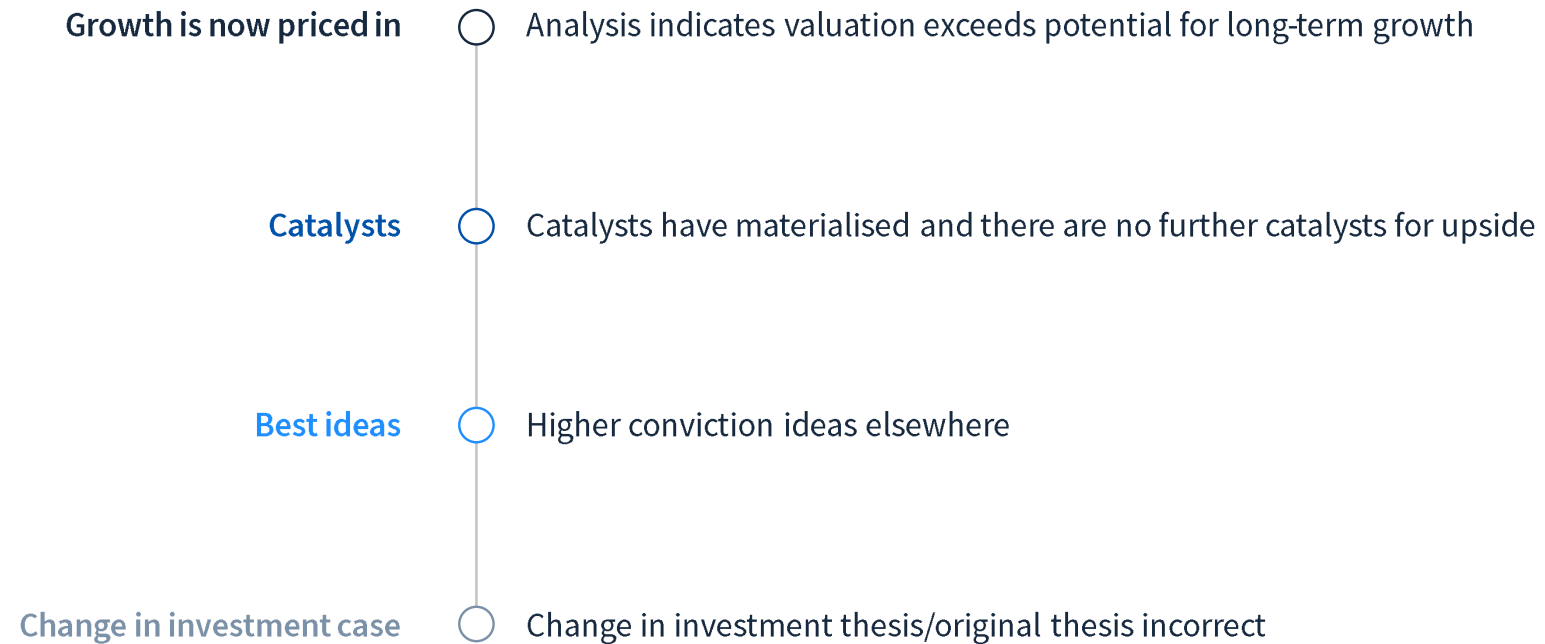 Growth is now priced in
Analysis indicates valuation exceeds potential for long-term growth
Catalysts
Catalysts have materialised and there are no further catalysts for upside
Best ideas
Higher conviction ideas elsewhere
Change in investment case
Change in investment thesis/original thesis incorrect